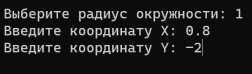 Выберите радиус окружности: 1
Введите координату X: 0.8
Введите координату Y: -2